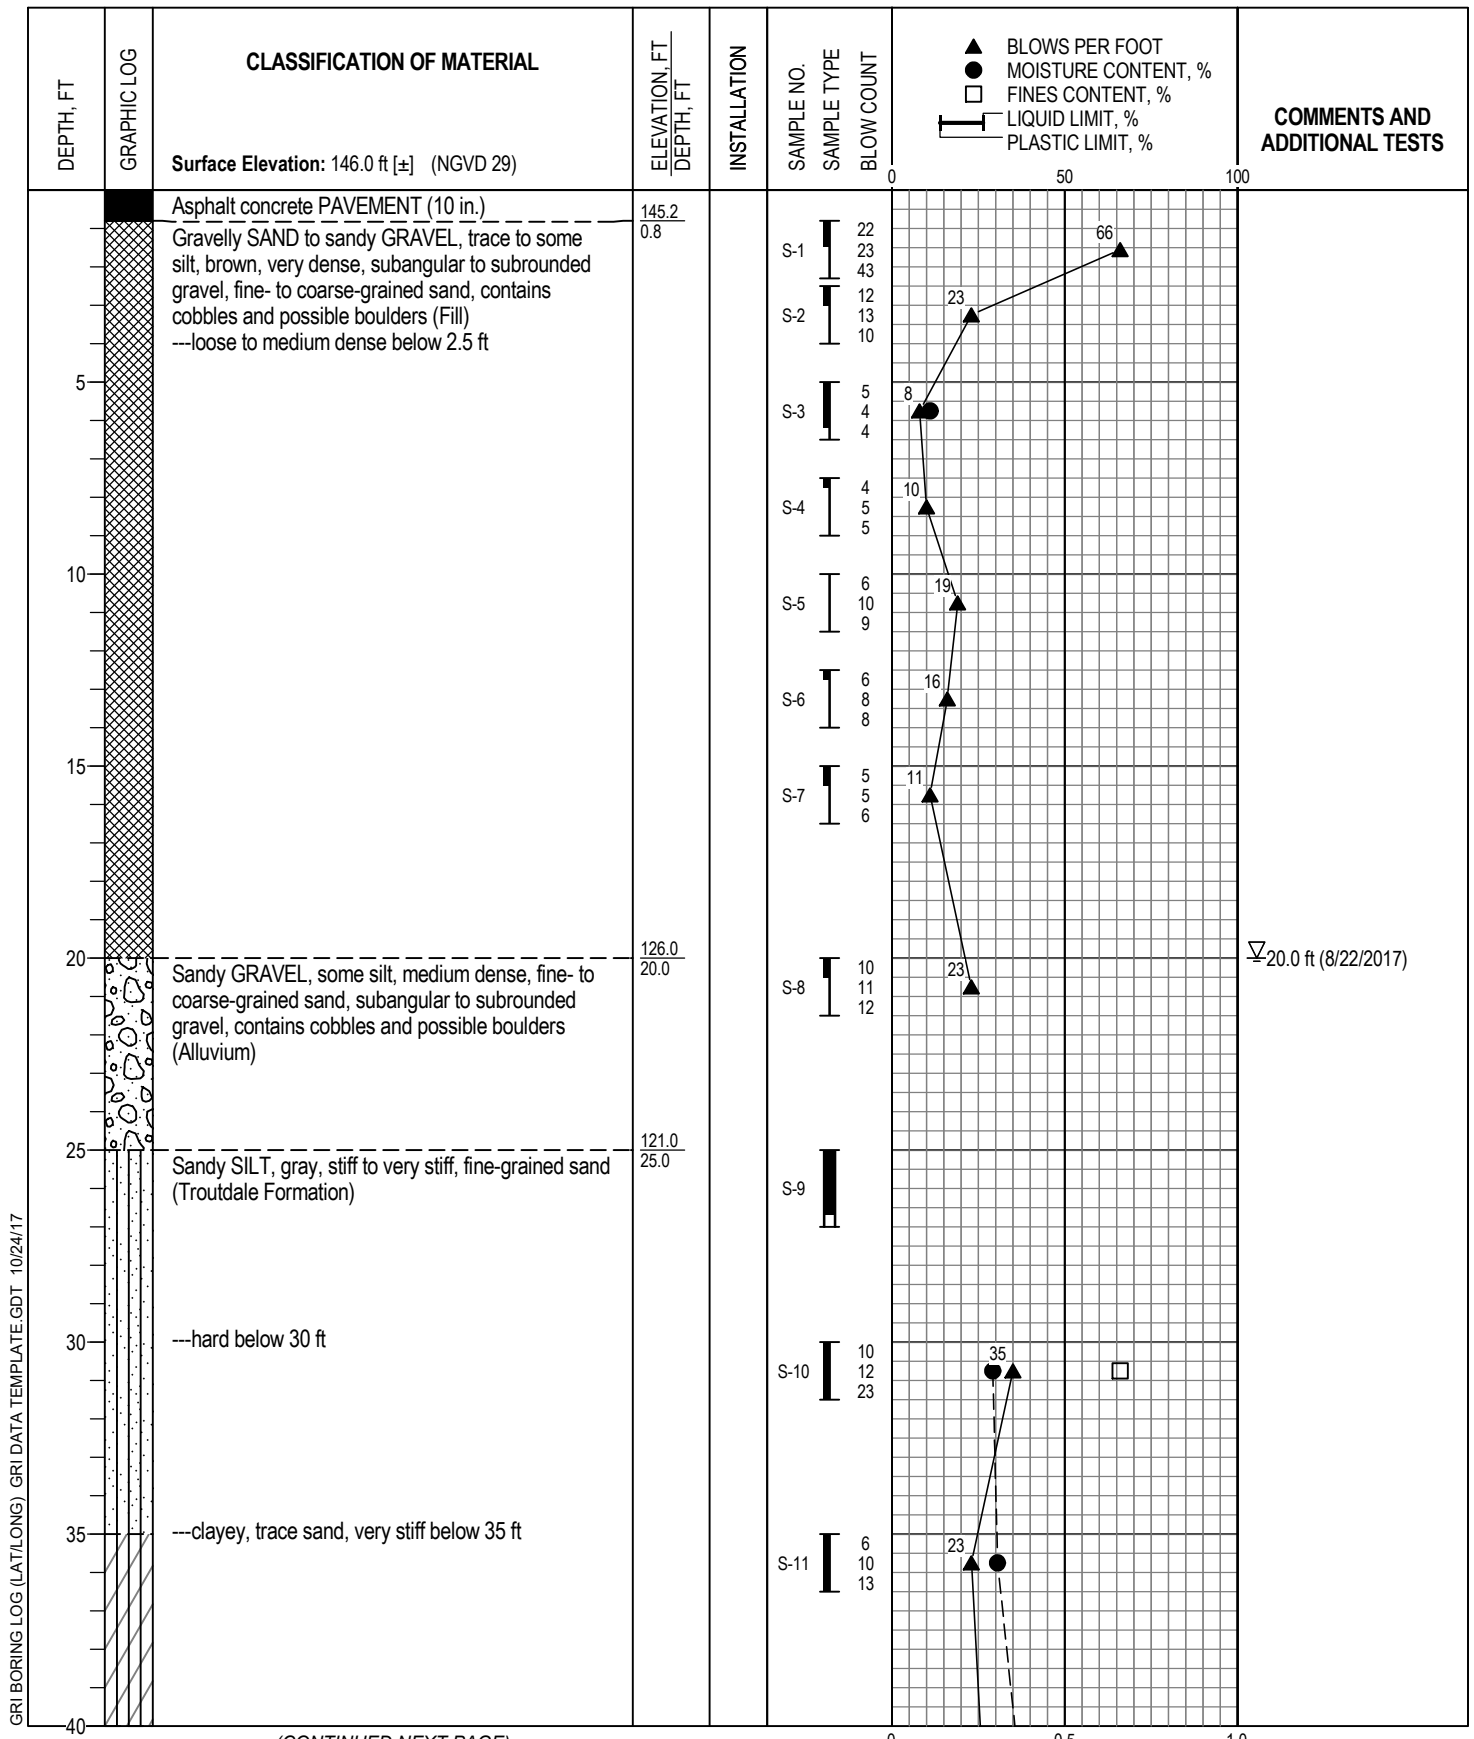 DEPTH, FT
GRAPHIC LOG
CLASSIFICATION OF MATERIAL
Surface Elevation: 146.0 ft [±] (NGVD 29)
ELEVATION, FT
DEPTH, FT
INSTALLATION
SAMPLE NO.
SAMPLE TYPE
BLOW COUNT
BLOWS PER FOOT
MOISTURE CONTENT, %
FINES CONTENT, %
LIQUID LIMIT, %
PLASTIC LIMIT, %
0 50 100
COMMENTS AND
ADDITIONAL TESTS
Asphalt concrete PAVEMENT (10 in.)
145.2
0.8
Gravelly SAND to sandy GRAVEL, trace to some
silt, brown, very dense, subangular to subrounded
gravel, fine- to coarse-grained sand, contains
cobbles and possible boulders (Fill)
---loose to medium dense below 2.5 ft
S-1
22
23
43
66
S-2
12
13
10
23
5
S-3
5
4
4
8
S-4
4
5
5
10
10
S-5
6
10
9
19
S-6
6
8
8
16
15
S-7
5
5
6
11
20
126.0
20.0
Sandy GRAVEL, some silt, medium dense, fine- to
coarse-grained sand, subangular to subrounded
gravel, contains cobbles and possible boulders
(Alluvium)
S-8
10
11
12
23
20.0 ft (8/22/2017)
25
121.0
25.0
Sandy SILT, gray, stiff to very stiff, fine-grained sand
(Troutdale Formation)
S-9
30
---hard below 30 ft
S-10
10
12
23
35
35
---clayey, trace sand, very stiff below 35 ft
S-11
6
10
13
23
40
(CONTINUED NEXT PAGE)
0 0.5 1.0
GRI BORING LOG (LAT/LONG) GRI DATA TEMPLATE.GDT 10/24/17